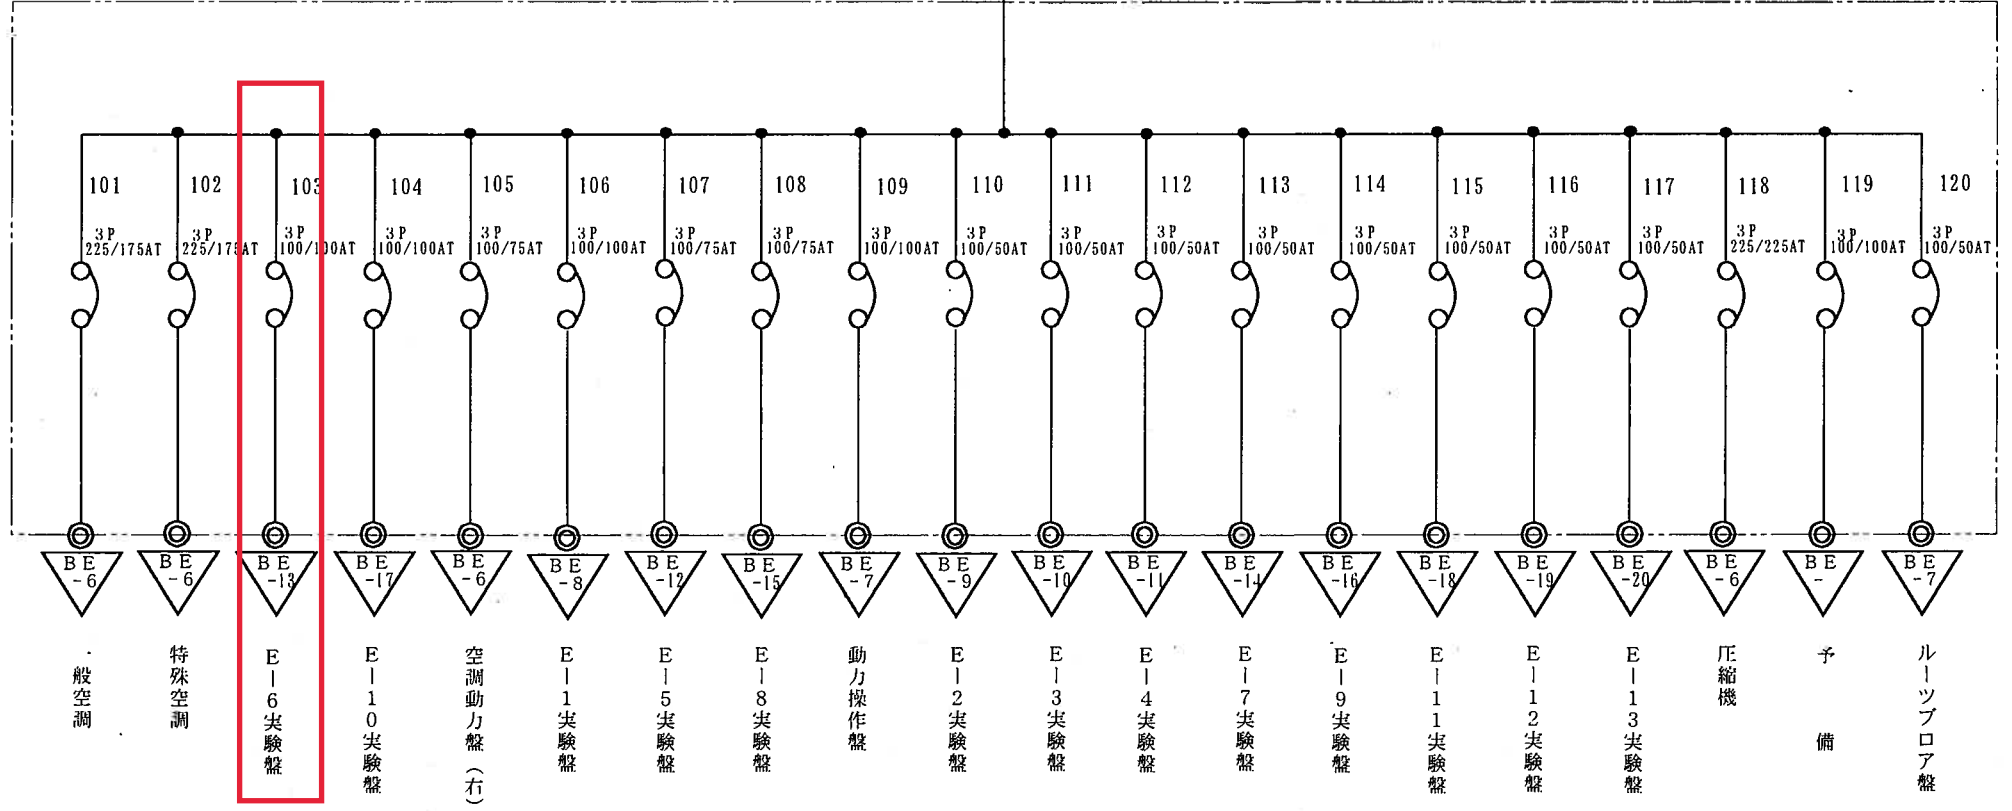 101
102
103
104
105
106
107
108
109
110
111
112
113
114
115
116
117
118
119
120
3P
225/175AT
3P
225/175AT
3P
100/100AT
3P
100/100AT
3P
100/75AT
3P
100/100AT
3P
100/75AT
3P
100/75AT
3P
100/100AT
3P
100/50AT
3P
100/50AT
3P
100/50AT
3P
100/50AT
3P
100/50AT
3P
100/50AT
3P
100/50AT
3P
100/50AT
3P
225/225AT
3P
100/100AT
3P
100/50AT
BE
-6
BE
-6
BE
-13
BE
-17
BE
-6
BE
-8
BE
-12
BE
-15
BE
-7
BE
-9
BE
-10
BE
-11
BE
-14
BE
-16
BE
-18
BE
-19
BE
-20
BE
-6
BE
-
BE
-7
般空調
特殊空調
E-6実験盤
E-10実験盤
空調動力盤(右)
E-1実験盤
E-5実験盤
E-8実験盤
動力操作盤
E-2実験盤
E-3実験盤
E-4実験盤
E-7実験盤
E-9実験盤
E-11実験盤
E-12実験盤
E-13実験盤
圧縮機
予備
ルーツブロア盤